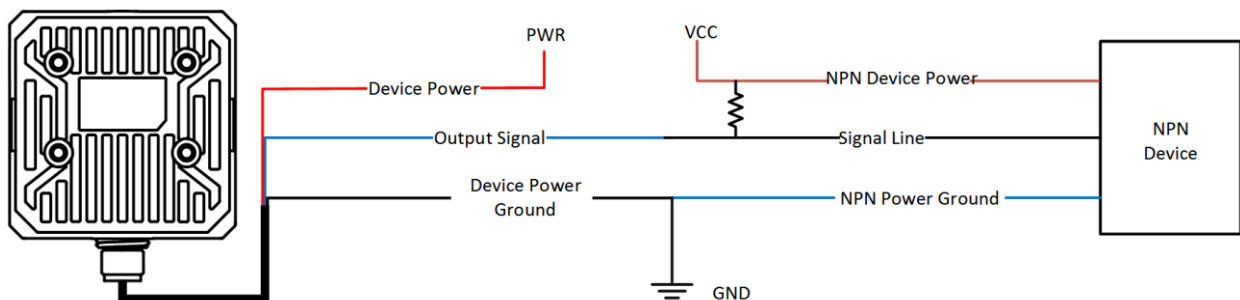 PWR
VCC
Device Power
NPN Device Power
Output Signal
Signal Line
NPN
Device
Device Power
Ground
NPN Power Ground
GND